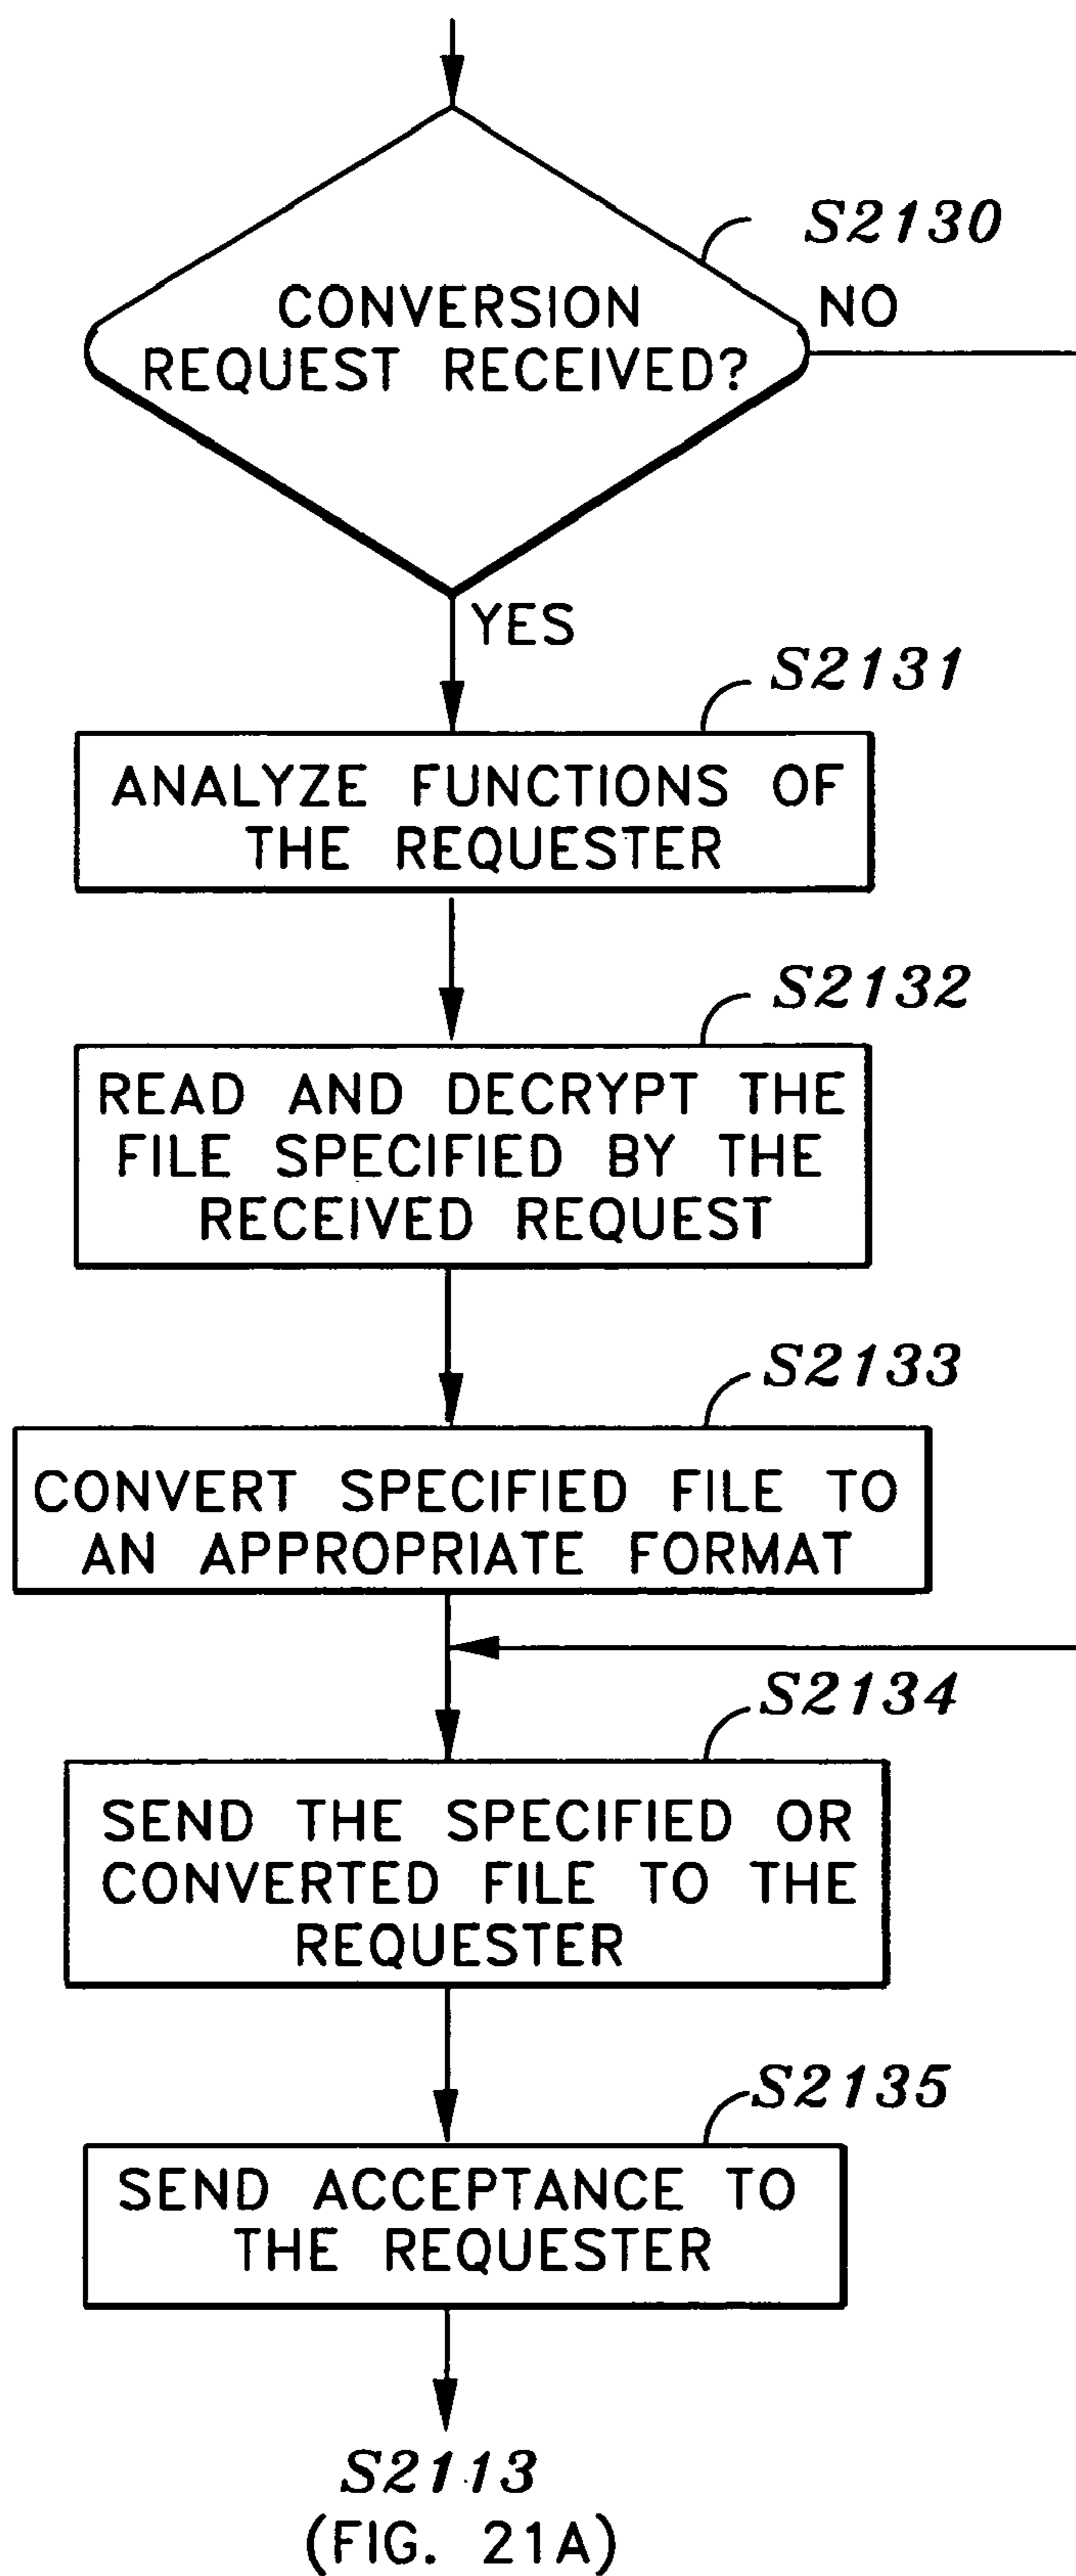 S2130
CONVERSION
NO
REQUEST RECEIVED?
YES
S2131
ANALYZE FUNCTIONS OF
THE REQUESTER
S2132
READ AND DECRYPT THE
FILE SPECIFIED BY THE
RECEIVED REQUEST
S2133
CONVERT SPECIFIED FILE TO
AN APPROPRIATE FORMAT
S2134
SEND THE SPECIFIED OR
CONVERTED FILE TO THE
REQUESTER
S2135
SEND ACCEPTANCE TO
THE REQUESTER
S2113
(FIG. 21A)